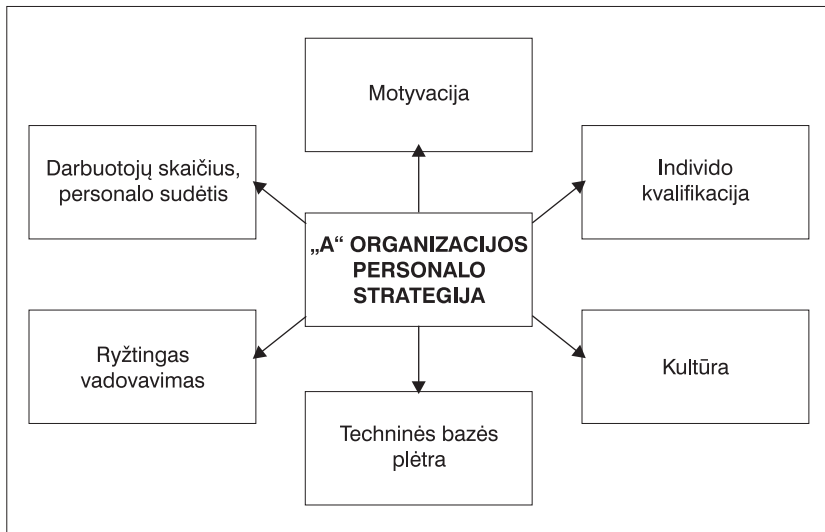 Motyvacija
Darbuotojų skaičius,
personalo sudėtis
Individo
kvalifikacija
„A“ ORGANIZACIJOS
PERSONALO
STRATEGIJA
Ryžtingas
vadovavimas
Kultūra
Techninės bazės
plėtra